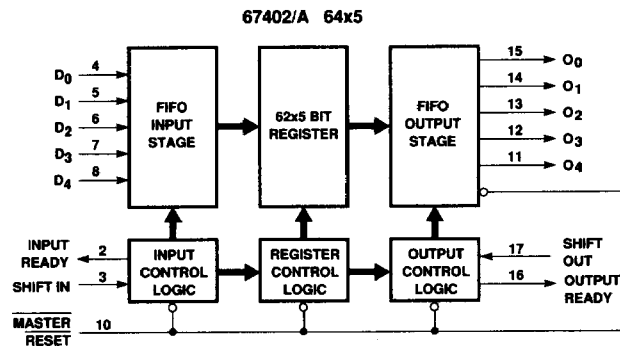 67402/A 64x5
D0 4
D1 5
D2 6
D3 7
D4 8
FIFO
INPUT
STAGE
62x5 BIT
REGISTER
FIFO
OUTPUT
STAGE
15 O0
14 O1
13 O2
12 O3
11 O4
INPUT
READY
2
SHIFT IN 3
INPUT
CONTROL
LOGIC
REGISTER
CONTROL
LOGIC
OUTPUT
CONTROL
LOGIC
17 SHIFT
OUT
16 OUTPUT
READY
MASTER
RESET
10